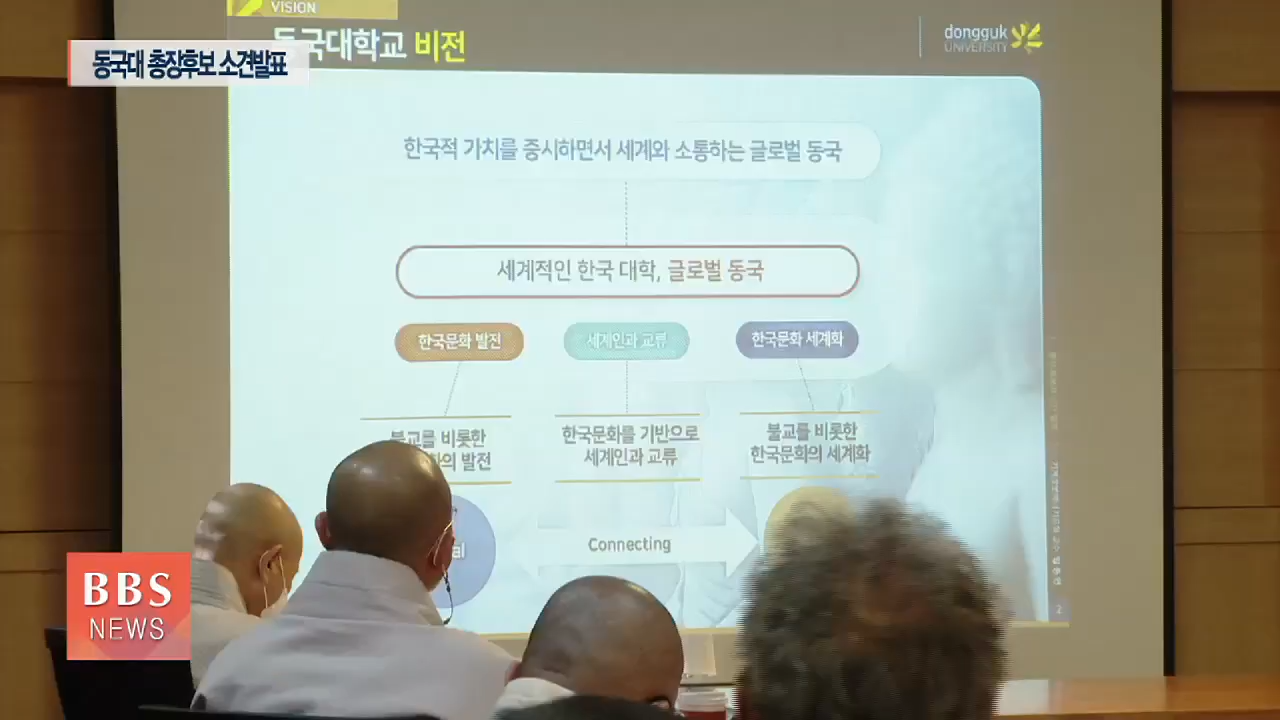 VISION
동국대학교 비전
dongguk
UNIVERSITY
동국대 총장후보 소견발표
한국적 가치를 중시하면서 세계와 소통하는 글로벌 동국
세계적인 한국 대학, 글로벌 동국
한국문화 발전
세계인과 교류
한국문화 세계화
불교를 비롯한
발전
한국문화를 기반으로
세계인과 교류
불교를 비롯한
한국문화의 세계화
Connecting
2
BBS
NEWS